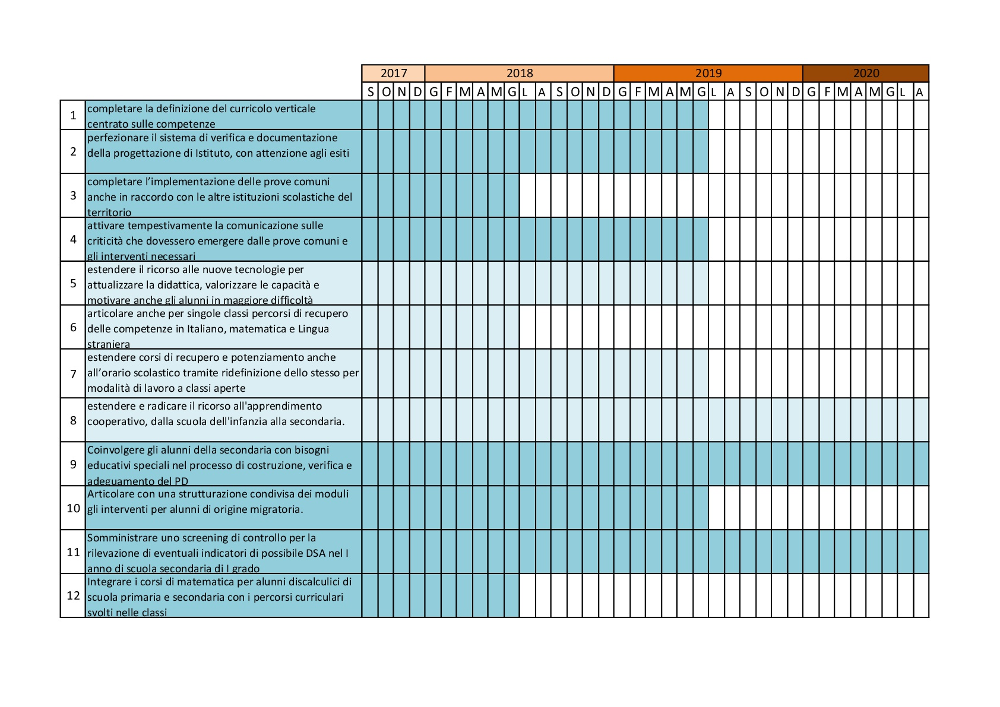 2017 2018 2019 2020
S O N D G F M A M G L A S O N D G F M A M G L A S O N D G F M A M G L A
1 completare la definizione del curricolo verticale
centrato sulle competenze
2 perfezionare il sistema di verifica e documentazione
della progettazione di Istituto, con attenzione agli esiti
3 completare l’implementazione delle prove comuni
anche in raccordo con le altre istituzioni scolastiche del
territorio
4 attivare tempestivamente la comunicazione sulle
criticità che dovessero emergere dalle prove comuni e
gli interventi necessari
5 estendere il ricorso alle nuove tecnologie per
attualizzare la didattica, valorizzare le capacità e
motivare anche gli alunni in maggiore difficoltà
6 articolare anche per singole classi percorsi di recupero
delle competenze in Italiano, matematica e Lingua
straniera
7 estendere corsi di recupero e potenziamento anche
all’orario scolastico tramite ridefinizione dello stesso per
modalità di lavoro a classi aperte
8 estendere e radicare il ricorso all'apprendimento
cooperativo, dalla scuola dell'infanzia alla secondaria.
9 Coinvolgere gli alunni della secondaria con bisogni
educativi speciali nel processo di costruzione, verifica e
adeguamento del PD
10 Articolare con una strutturazione condivisa dei moduli
gli interventi per alunni di origine migratoria.
11 Somministrare uno screening di controllo per la
rilevazione di eventuali indicatori di possibile DSA nel I
anno di scuola secondaria di I grado
12 Integrare i corsi di matematica per alunni discalculici di
scuola primaria e secondaria con i percorsi curriculari
svolti nelle classi